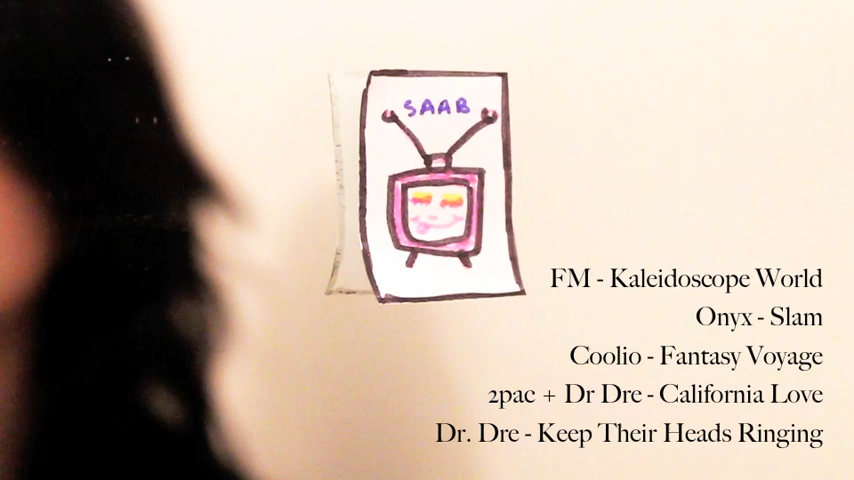 SAAB
FM - Kaleidoscope World
Onyx - Slam
Coolio - Fantasy Voyage
2pac + Dr Dre - California Love
Dr. Dre - Keep Their Heads Ringing